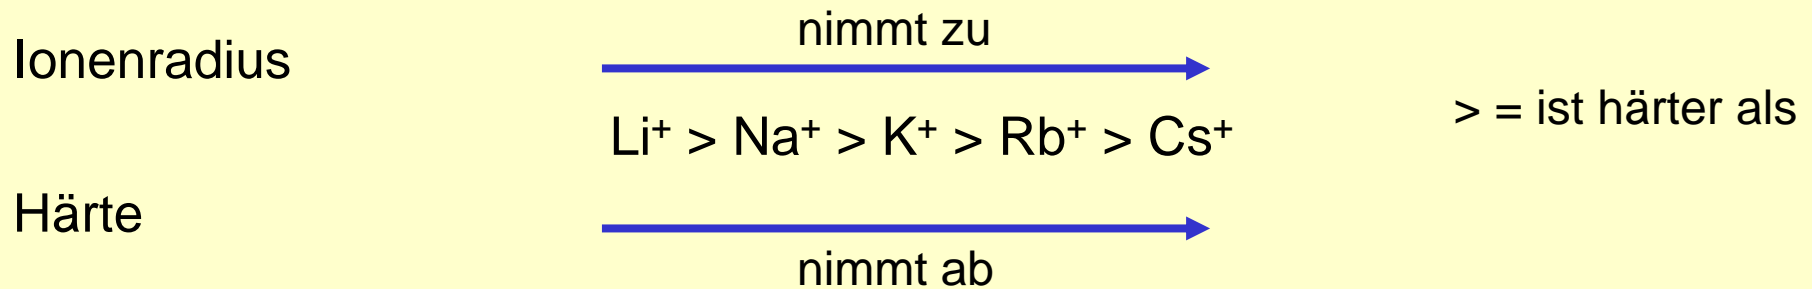 nimmt zu
Ionenradius
> = ist härter als
Li⁺ > Na⁺ > K⁺ > Rb⁺ > Cs⁺
Härte
nimmt ab